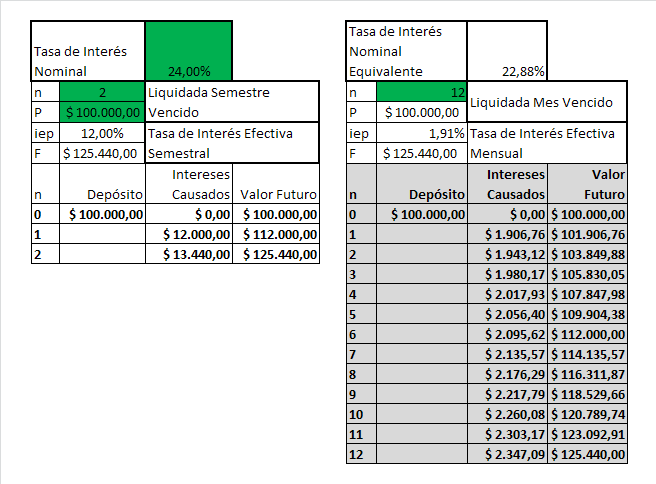 Tasa de Interés
Nominal 24,00%
n 2 Liquidada Semestre
P $ 100.000,00 Vencido
iep 12,00% Tasa de Interés Efectiva
F $ 125.440,00 Semestral
Intereses
n Depósito Causados Valor Futuro
0 $ 100.000,00 $ 0,00 $ 100.000,00
1 $ 12.000,00 $ 112.000,00
2 $ 13.440,00 $ 125.440,00
Tasa de Interés
Nominal
Equivalente 22,88%
n 12
Liquidada Mes Vencido
P $ 100.000,00
iep 1,91% Tasa de Interés Efectiva
F $ 125.440,00 Mensual
Intereses Valor
n Depósito Causados Futuro
0 $ 100.000,00 $ 0,00 $ 100.000,00
1 $ 1.906,76 $ 101.906,76
2 $ 1.943,12 $ 103.849,88
3 $ 1.980,17 $ 105.830,05
4 $ 2.017,93 $ 107.847,98
5 $ 2.056,40 $ 109.904,38
6 $ 2.095,62 $ 112.000,00
7 $ 2.135,57 $ 114.135,57
8 $ 2.176,29 $ 116.311,87
9 $ 2.217,79 $ 118.529,66
10 $ 2.260,08 $ 120.789,74
11 $ 2.303,17 $ 123.092,91
12 $ 2.347,09 $ 125.440,00